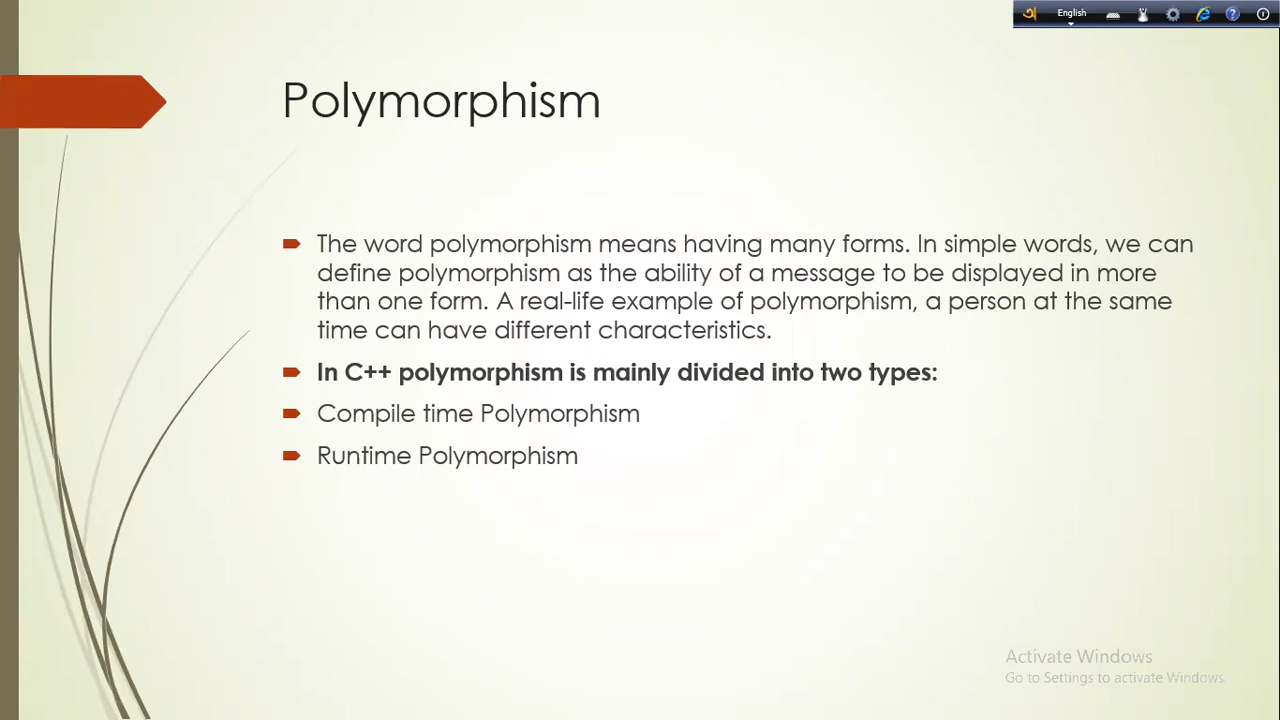 English
Polymorphism
The word polymorphism means having many forms. In simple words, we can
define polymorphism as the ability of a message to be displayed in more
than one form. A real-life example of polymorphism, a person at the same
time can have different characteristics.
In C++ polymorphism is mainly divided into two types:
Compile time Polymorphism
Runtime Polymorphism
Activate Windows
Go to Settings to activate Windows.